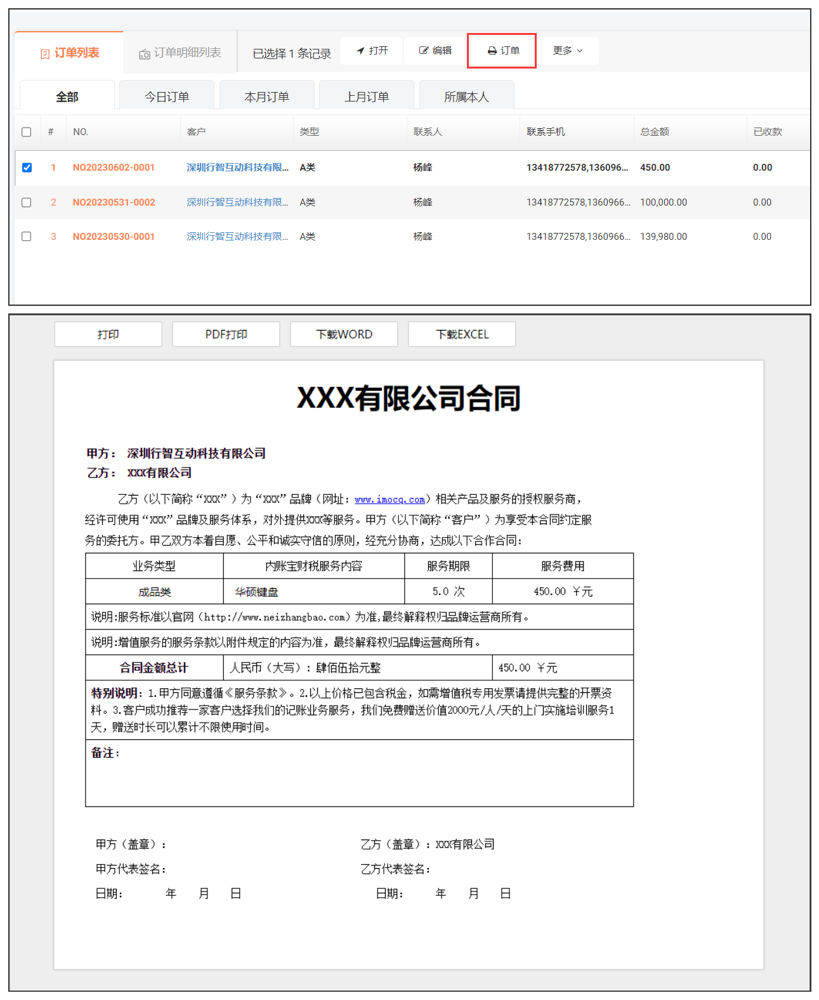 订单列表 订单明细列表 已选择 1 条记录 打开 编辑 订单 更多
全部 今日订单 本月订单 上月订单 所属本人
# NO. 客户 类型 联系人 联系手机 总金额 已收款
1 NO20230602-0001 深圳行智互动科技有限... A类 杨峰 13418772578,136096... 450.00 0.00
2 NO20230531-0002 深圳行智互动科技有限... A类 杨峰 13418772578,1360966... 100,000.00 0.00
3 NO20230530-0001 深圳行智互动科技有限... A类 杨峰 13418772578,1360966... 139,980.00 0.00
打印 PDF打印 下载WORD 下载EXCEL
XXX有限公司合同
甲方： 深圳行智互动科技有限公司
乙方： XXX有限公司
乙方（以下简称“XXX”）为“XXX”品牌（网址：www.imocq.com）相关产品及服务的授权服务商，
经许可使用“XXX”品牌及服务体系，对外提供XXX等服务。甲方（以下简称“客户”）为享受本合同约定服
务的委托方。甲乙双方本着自愿、公平和诚实守信的原则，经充分协商，达成以下合作合同：
业务类型 内账宝财税服务内容 服务期限 服务费用
成品类 华硕键盘 5.0 次 450.00 ￥元
说明:服务标准以官网（http://www.neizhangbao.com）为准,最终解释权归品牌运营商所有。
说明:增值服务的服务条款以附件规定的内容为准，最终解释权归品牌运营商所有。
合同金额总计 人民币（大写）：肆佰伍拾元整 450.00 ￥元
特别说明：1.甲方同意遵循《服务条款》。2.以上价格已包含税金，如需增值税专用发票请提供完整的开票资
料。3.客户成功推荐一家客户选择我们的记账业务服务，我们免费赠送价值2000元/人/天的上门实施培训服务1
天，赠送时长可以累计不限使用时间。
备注：
甲方（盖章）： 乙方（盖章）：XXX有限公司
甲方代表签名： 乙方代表签名：
日期： 年 月 日 日期： 年 月 日